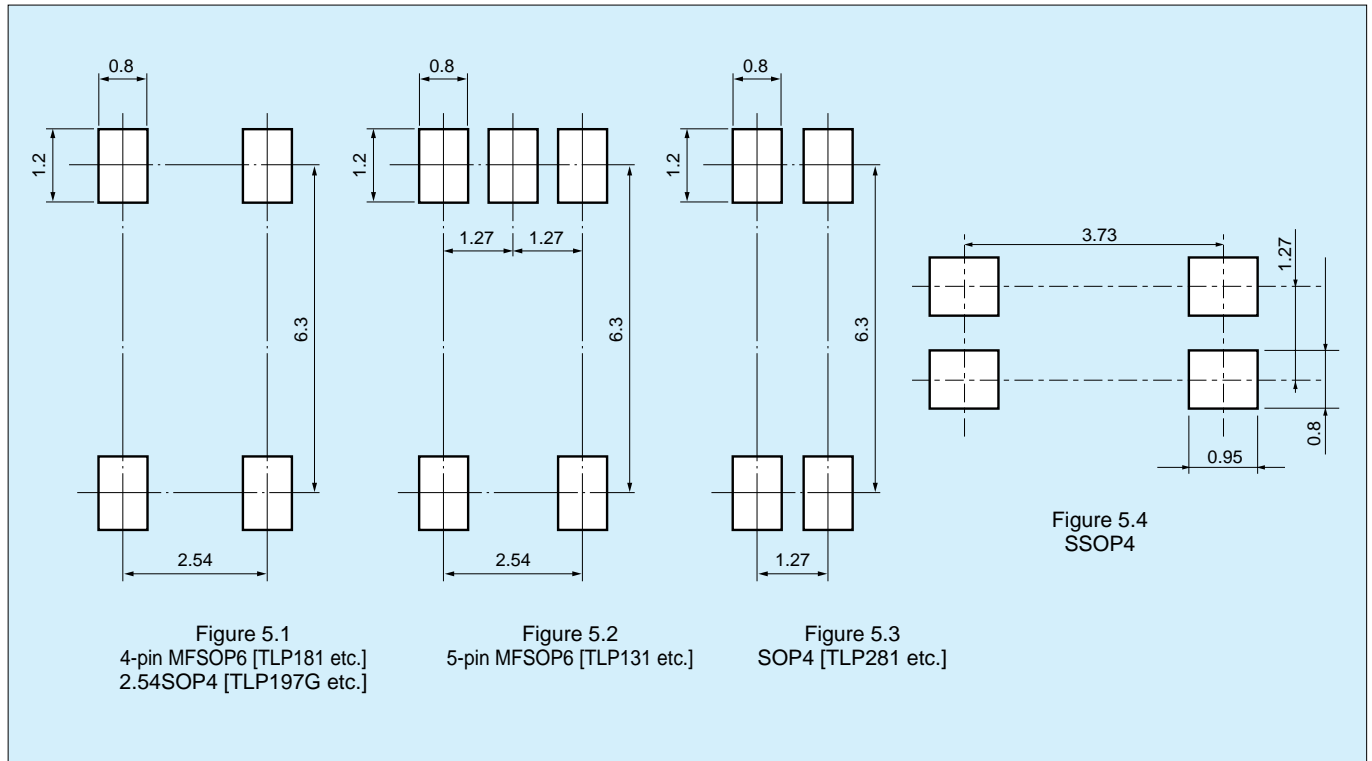 0.8
1.2
6.3
2.54
Figure 5.1
4-pin MFSOP6 [TLP181 etc.]
2.54SOP4 [TLP197G etc.]
0.8
1.2
1.27 1.27
6.3
2.54
Figure 5.2
5-pin MFSOP6 [TLP131 etc.]
0.8
1.2
6.3
1.27
Figure 5.3
SOP4 [TLP281 etc.]
3.73
1.27
0.8
0.95
Figure 5.4
SSOP4